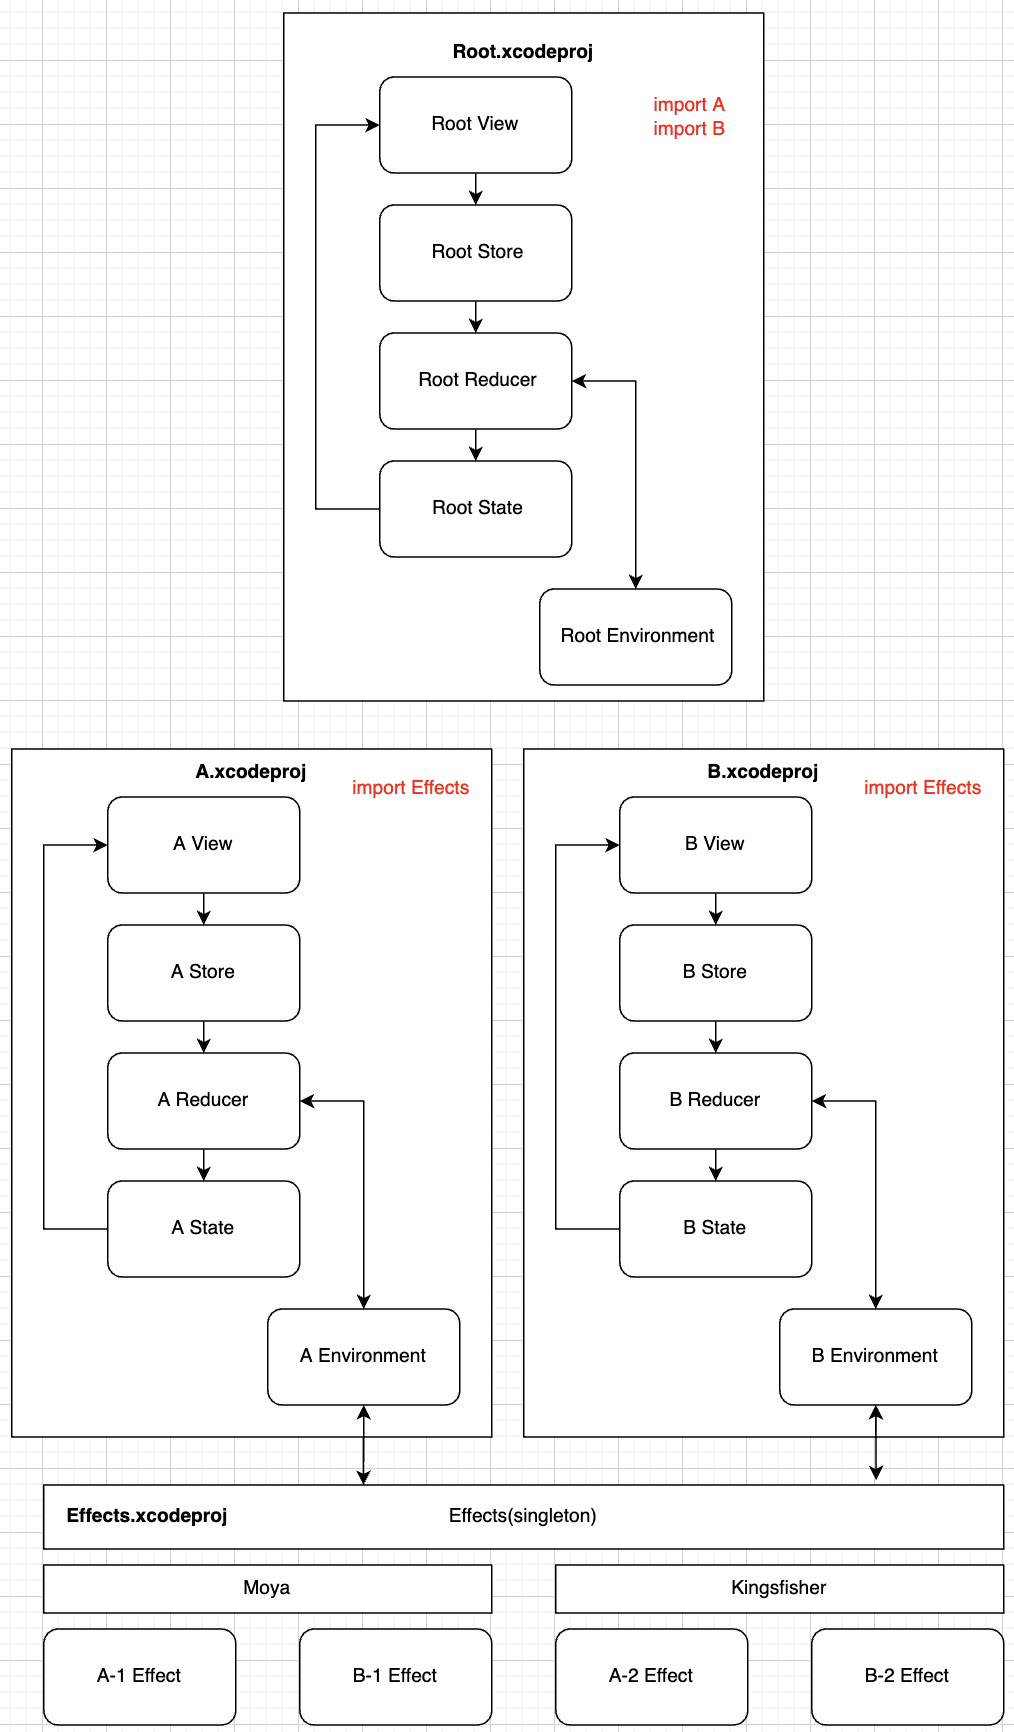 Root.xcodeproj
import A
import B
Root View
Root Store
Root Reducer
Root State
Root Environment
A.xcodeproj
import Effects
A View
A Store
A Reducer
A State
A Environment
B.xcodeproj
import Effects
B View
B Store
B Reducer
B State
B Environment
Effects.xcodeproj
Effects(singleton)
Moya
Kingsfisher
A-1 Effect
B-1 Effect
A-2 Effect
B-2 Effect